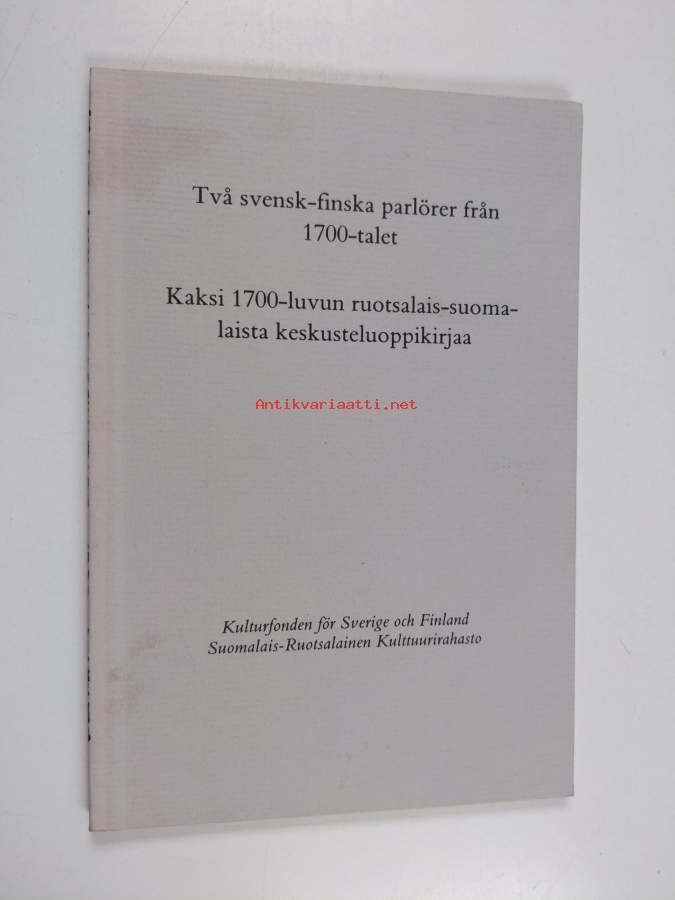 Två svensk-finska parlörer från
1700-talet
Kaksi 1700-luvun ruotsalais-suoma-
laista keskusteluoppikirjaa
Antikvariaatti.net
Kulturfonden för Sverige och Finland
Suomalais-Ruotsalainen Kulttuurirahasto